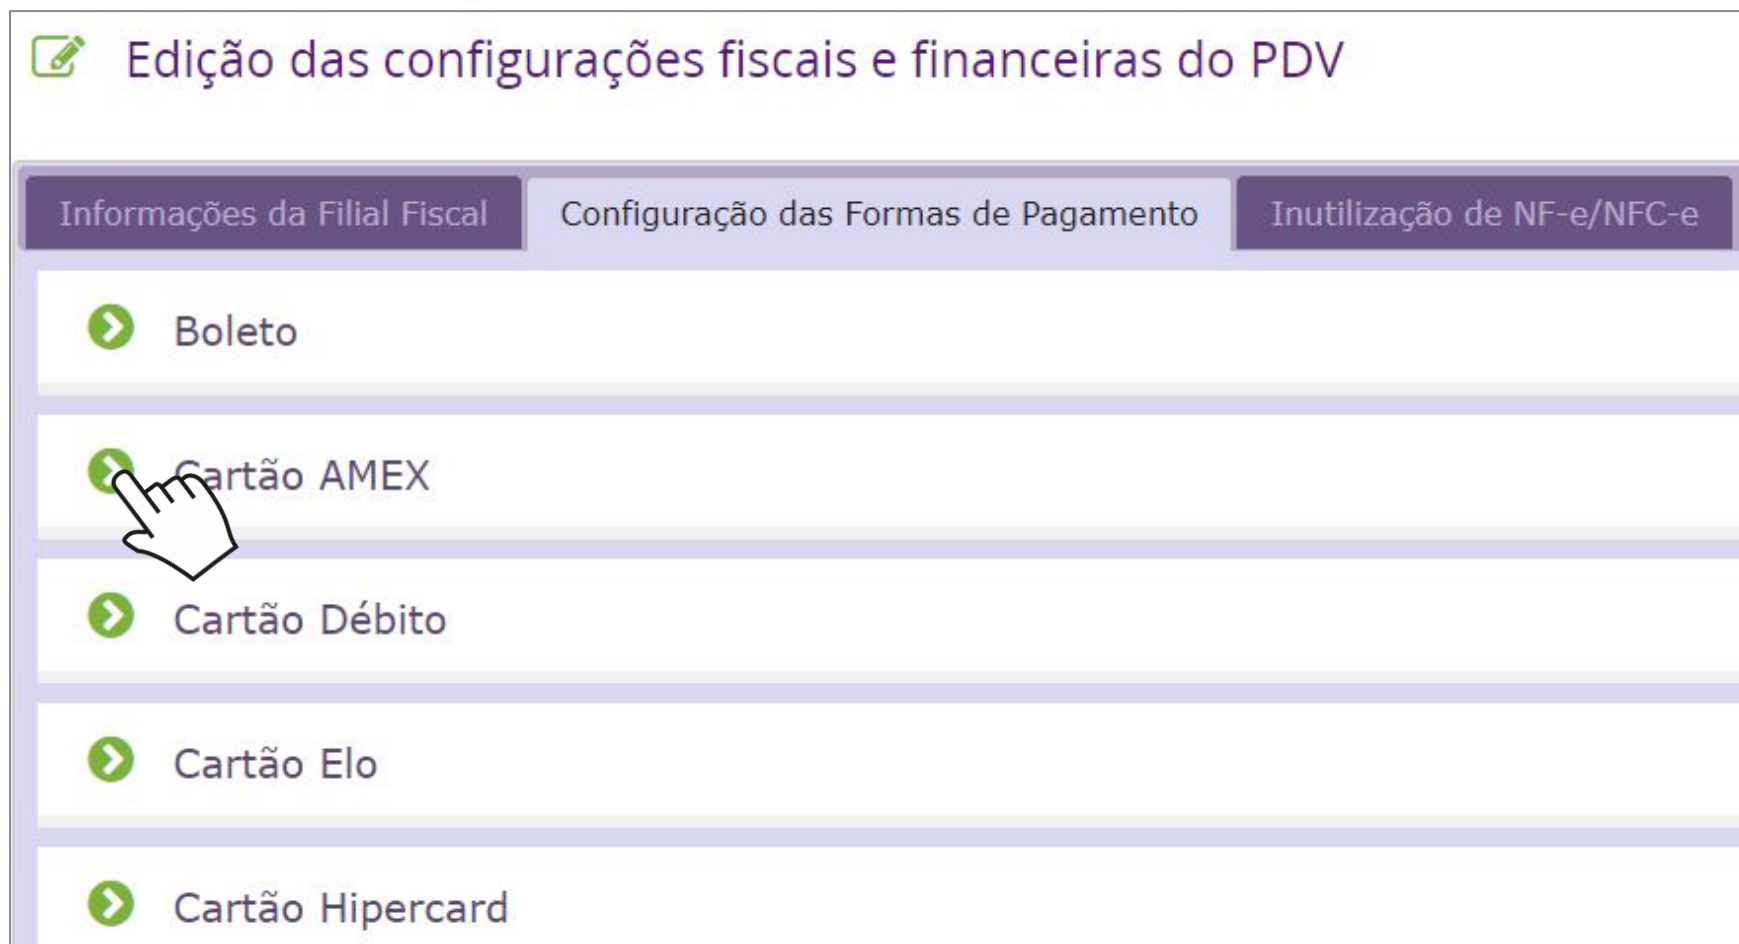 Edição das configurações fiscais e financeiras do PDV
Informações da Filial Fiscal Configuração das Formas de Pagamento Inutilização de NF-e/NFC-e
Boleto
Cartão AMEX
Cartão Débito
Cartão Elo
Cartão Hipercard